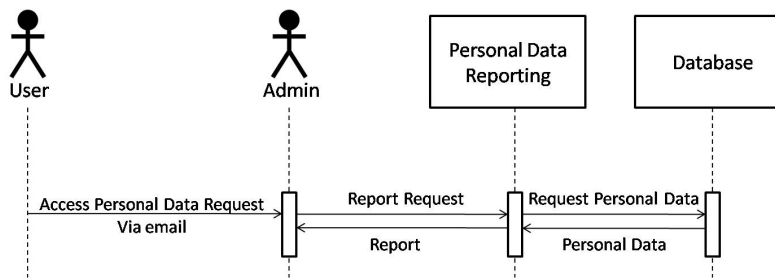 User
Admin
Personal Data
Reporting
Database
Access Personal Data Request
Via email
Report Request
Report
Request Personal Data
Personal Data